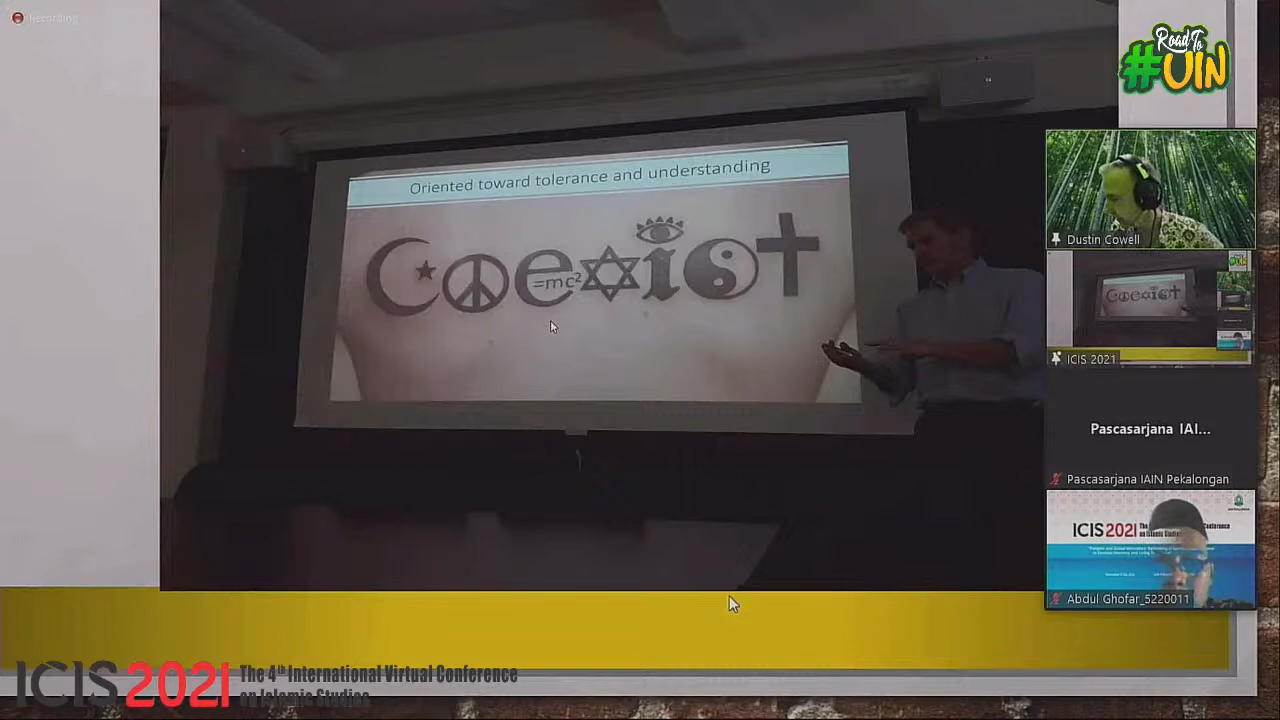 Recording
Road To
#UIN
Oriented toward tolerance and understanding
Coexist
=mc²
Dustin Cowell
ICIS 2021
Pascasarjana IAI...
Pascasarjana IAIN Pekalongan
ICIS 2021
Abdul Ghofar_5220011
ICIS 2021 The 4th International Virtual Conference
on Islamic Studies